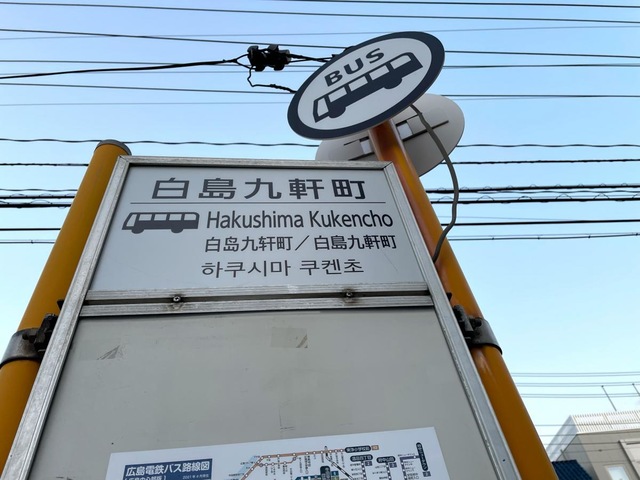 BUS
白島九軒町
Hakushima Kukencho
白岛九轩町／白島九軒町
하쿠시마 쿠켄초
広島電鉄バス路線図